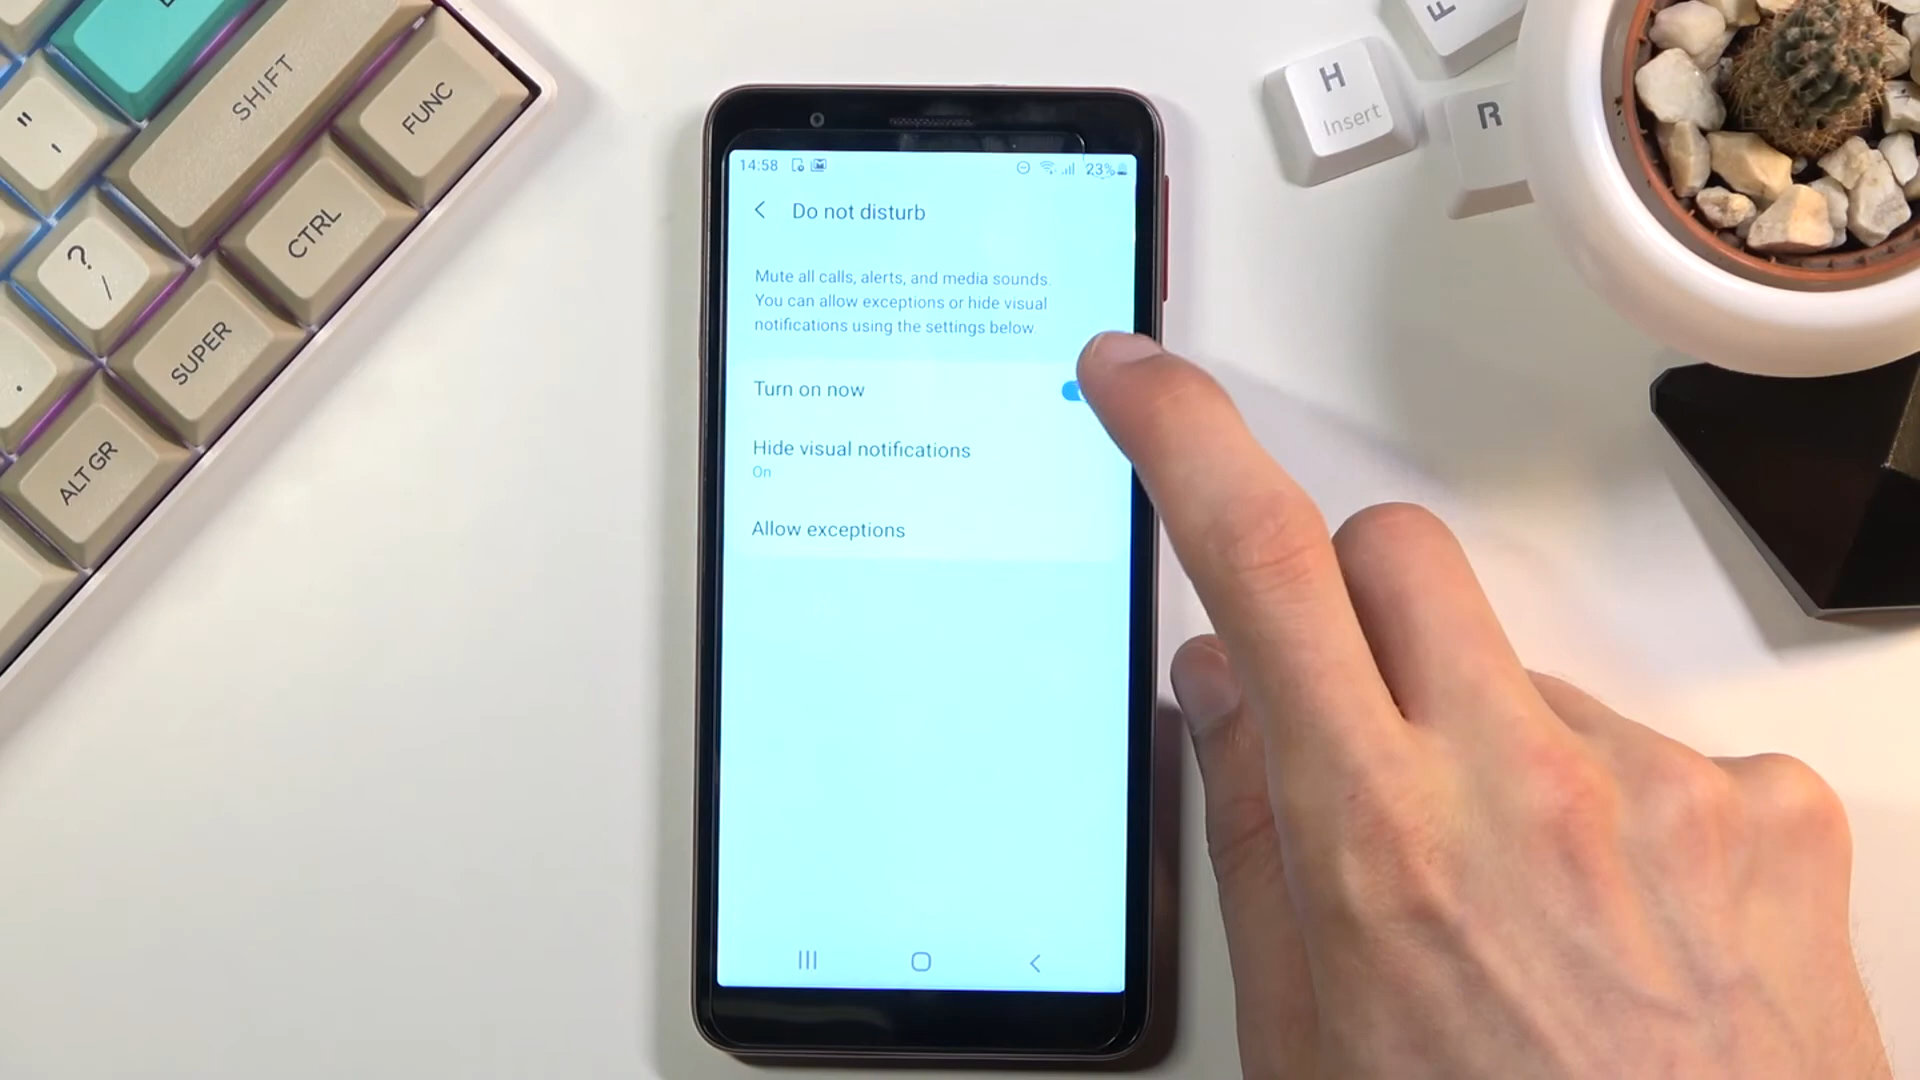 SHIFT
FUNC
CTRL
SUPER
ALT GR
"
'
?
/
.
H
Insert
F
R
14:58
23%
Do not disturb
Mute all calls, alerts, and media sounds.
You can allow exceptions or hide visual
notifications using the settings below.
Turn on now
Hide visual notifications
On
Allow exceptions